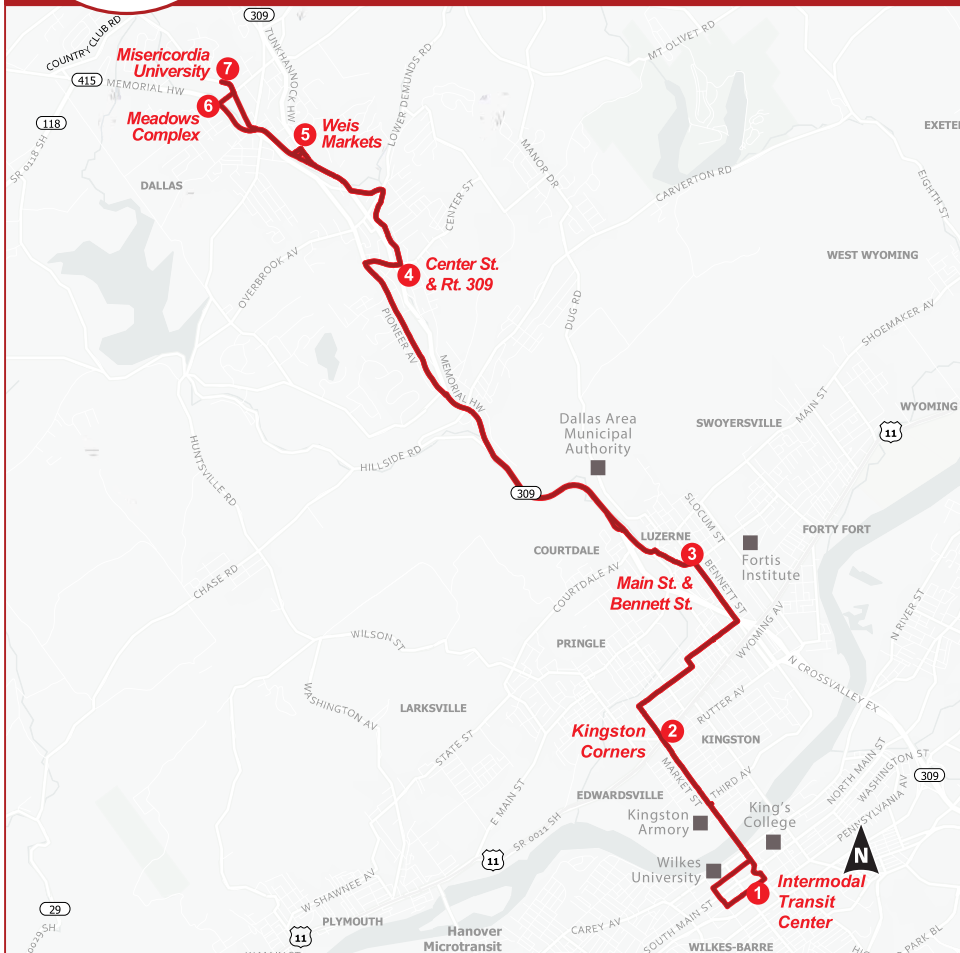 309
COUNTRY CLUB RD
TUNKHANNOCK HW
MT OLIVET RD
Misericordia
University
7
415
MEMORIAL HW
LOWER DEMUNDS RD
6
Meadows
Complex
5
Weis
Markets
118
SR 0118 SH
EXETE
MANOR DR
CARVERTON RD
EIGHTH ST
DALLAS
CENTER ST
WEST WYOMING
OVERBROOK AV
4
Center St.
& Rt. 309
DUG RD
SHOEMAKER AV
PIONEER AV
MEMORIAL HW
MAIN ST
WYOMING
Dallas Area
Municipal
Authority
SWOYERSVILLE
11
HUNTSVILLE RD
HILLSIDE RD
309
SLOCUM ST
FORTY FORT
LUZERNE
COURTDALE
3
Fortis
Institute
CHASE RD
COURTDALE AV
Main St. &
Bennett St.
BENNETT ST
N RIVER ST
WILSON ST
PRINGLE
WYOMING AV
N CROSSVALLEY EX
WASHINGTON AV
LARKSVILLE
RUTTER AV
STATE ST
Kingston
Corners
2
KINGSTON
MARKET ST
THIRD AV
NORTH MAIN ST
WASHINGTON ST
PENNSYLVANIA AV
309
E MAIN ST
EDWARDSVILLE
Kingston
Armory
King's
College
SR 0011 SH
11
Wilkes
University
N
W SHAWNEE AV
1
Intermodal
Transit
Center
29
0029 SH
PLYMOUTH
11
Hanover
Microtransit
CAREY AV
SOUTH MAIN ST
WILKES-BARRE
PARK BL